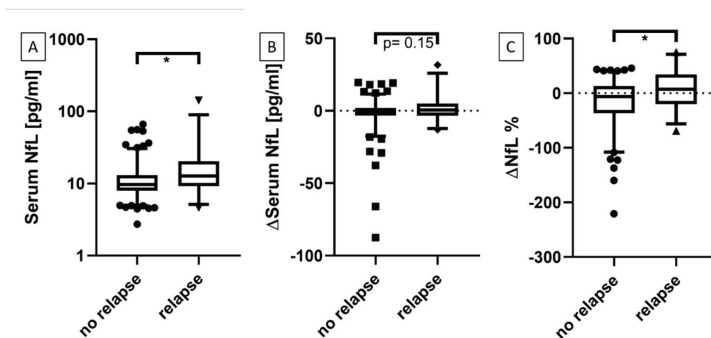 A
Serum NfL [pg/ml]
1000
100
10
1
*
no relapse
relapse
B
ΔSerum NfL [pg/ml]
50
0
-50
-100
p= 0.15
no relapse
relapse
C
ΔNfL %
100
0
-100
-200
-300
*
no relapse
relapse